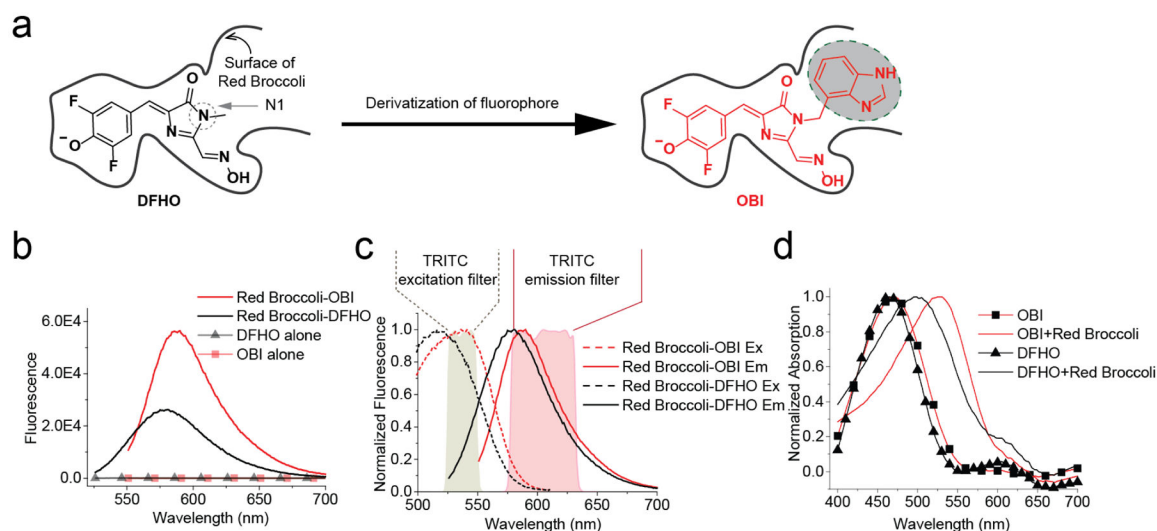 a
Surface of
Red Broccoli
N1
O
F
N
N
-
O
F
N
OH
DFHO
Derivatization of fluorophore
NH
N
O
F
N
N
-
O
F
N
OH
OBI
b
Fluorescence
6.0E4
4.0E4
2.0E4
0.0
550
600
650
700
Wavelength (nm)
Red Broccoli-OBI
Red Broccoli-DFHO
DFHO alone
OBI alone
c
TRITC
excitation filter
TRITC
emission filter
Normalized Fluorescence
1.0
0.8
0.6
0.4
0.2
0.0
500
550
600
650
700
Wavelength (nm)
Red Broccoli-OBI Ex
Red Broccoli-OBI Em
Red Broccoli-DFHO Ex
Red Broccoli-DFHO Em
d
Normalized Absorption
1.0
0.8
0.6
0.4
0.2
0.0
400
450
500
550
600
650
700
Wavelength (nm)
OBI
OBI+Red Broccoli
DFHO
DFHO+Red Broccoli